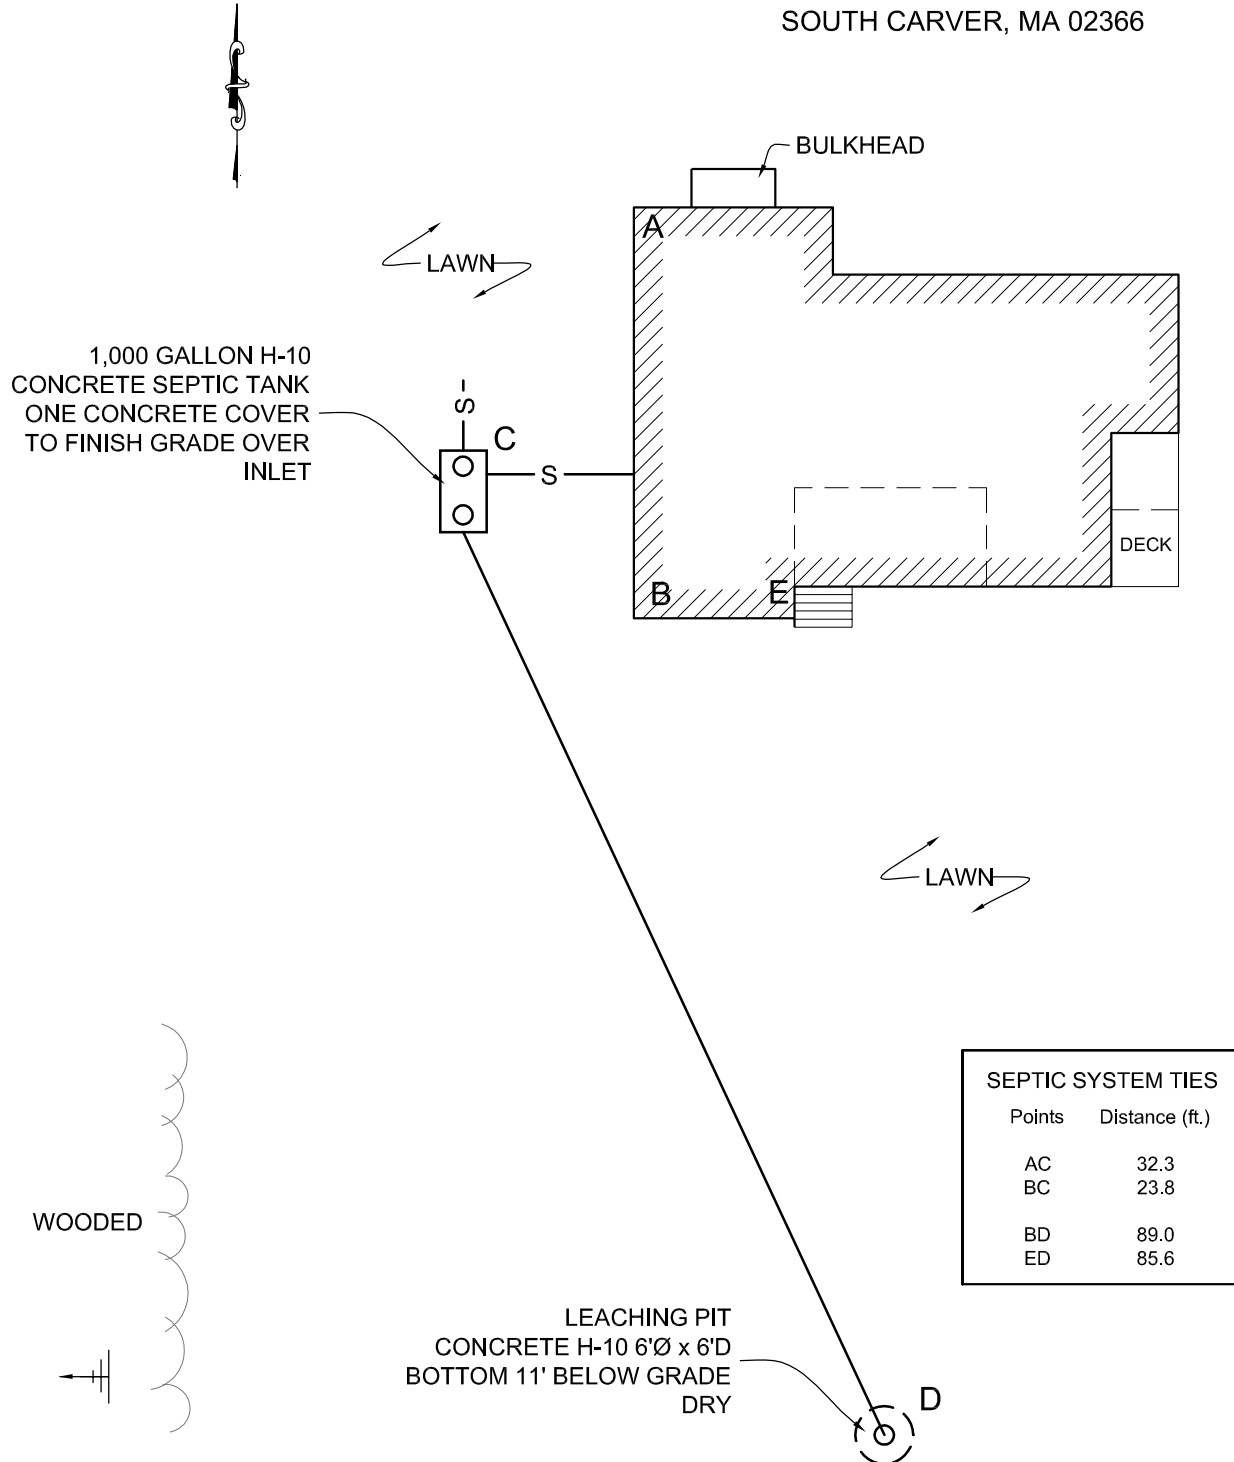 SOUTH CARVER, MA 02366
BULKHEAD
A
LAWN
1,000 GALLON H-10
CONCRETE SEPTIC TANK
ONE CONCRETE COVER
TO FINISH GRADE OVER
INLET
S
C
S
DECK
B
E
LAWN
SEPTIC SYSTEM TIES
Points Distance (ft.)
AC 32.3
BC 23.8
BD 89.0
ED 85.6
WOODED
LEACHING PIT
CONCRETE H-10 6'Ø x 6'D
BOTTOM 11' BELOW GRADE
DRY
D